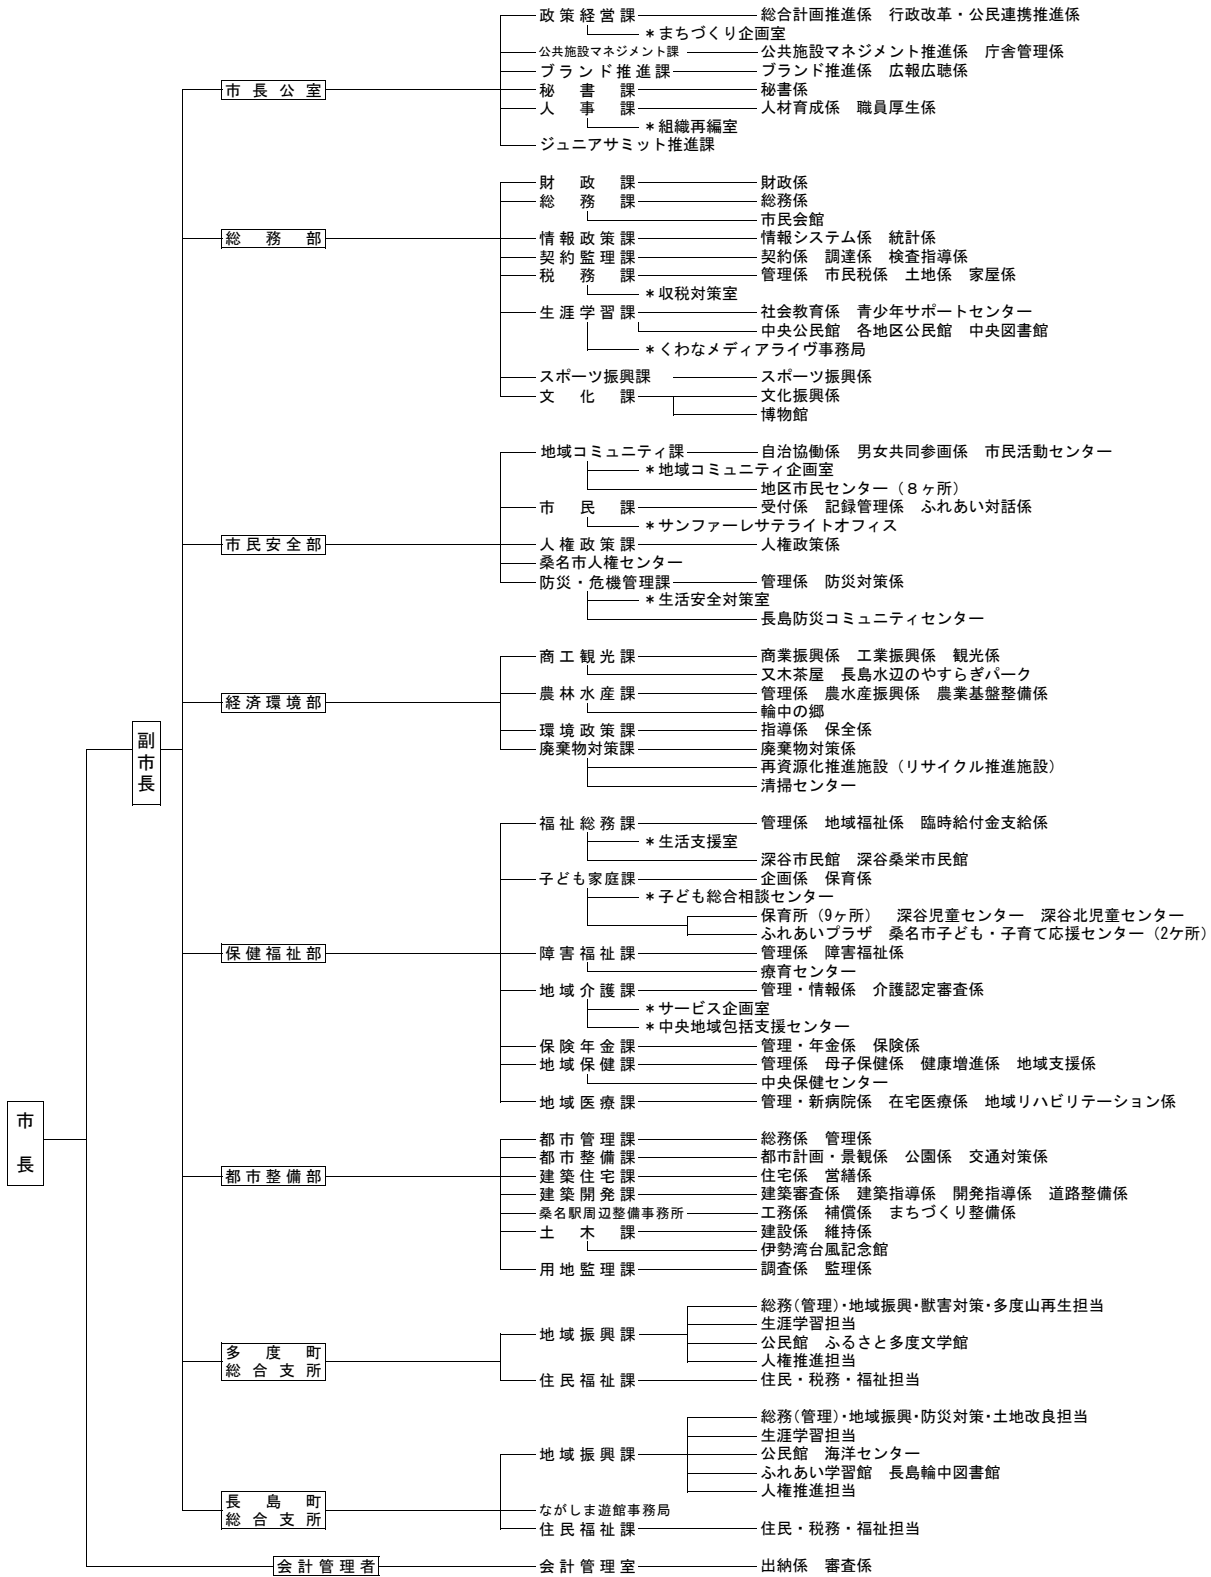 政策経営課 総合計画推進係 行政改革・公民連携推進係
＊まちづくり企画室
公共施設マネジメント課 公共施設マネジメント推進係 庁舎管理係
ブランド推進課 ブランド推進係 広報広聴係
市長公室 秘書課 秘書係
人事課 人材育成係 職員厚生係
＊組織再編室
ジュニアサミット推進課
財政課 財政係
総務課 総務係
市民会館
総務部 情報政策課 情報システム係 統計係
契約監理課 契約係 調達係 検査指導係
税務課 管理係 市民税係 土地係 家屋係
＊収税対策室
生涯学習課 社会教育係 青少年サポートセンター
中央公民館 各地区公民館 中央図書館
＊くわなメディアライヴ事務局
スポーツ振興課 スポーツ振興係
文化課 文化振興係
博物館
地域コミュニティ課 自治協働係 男女共同参画係 市民活動センター
＊地域コミュニティ企画室
地区市民センター（８ヶ所）
市民課 受付係 記録管理係 ふれあい対話係
＊サンファーレサテライトオフィス
市民安全部 人権政策課 人権政策係
桑名市人権センター
防災・危機管理課 管理係 防災対策係
＊生活安全対策室
長島防災コミュニティセンター
商工観光課 商業振興係 工業振興係 観光係
又木茶屋 長島水辺のやすらぎパーク
経済環境部 農林水産課 管理係 農水産振興係 農業基盤整備係
輪中の郷
環境政策課 指導係 保全係
副市長 廃棄物対策課 廃棄物対策係
再資源化推進施設（リサイクル推進施設）
清掃センター
福祉総務課 管理係 地域福祉係 臨時給付金支給係
＊生活支援室
深谷市民館 深谷桑栄市民館
子ども家庭課 企画係 保育係
＊子ども総合相談センター
保育所（9ヶ所） 深谷児童センター 深谷北児童センター
ふれあいプラザ 桑名市子ども・子育て応援センター（2ケ所）
保健福祉部 障害福祉課 管理係 障害福祉係
療育センター
地域介護課 管理・情報係 介護認定審査係
＊サービス企画室
＊中央地域包括支援センター
保険年金課 管理・年金係 保険係
地域保健課 管理係 母子保健係 健康増進係 地域支援係
中央保健センター
地域医療課 管理・新病院係 在宅医療係 地域リハビリテーション係
市長 都市管理課 総務係 管理係
都市整備課 都市計画・景観係 公園係 交通対策係
都市整備部 建築住宅課 住宅係 営繕係
建築開発課 建築審査係 建築指導係 開発指導係 道路整備係
桑名駅周辺整備事務所 工務係 補償係 まちづくり整備係
土木課 建設係 維持係
伊勢湾台風記念館
用地監理課 調査係 監理係
総務(管理)・地域振興・獣害対策・多度山再生担当
生涯学習担当
地域振興課 公民館 ふるさと多度文学館
多度町
総合支所 人権推進担当
住民福祉課 住民・税務・福祉担当
総務(管理)・地域振興・防災対策・土地改良担当
生涯学習担当
地域振興課 公民館 海洋センター
ふれあい学習館 長島輪中図書館
人権推進担当
長島町
総合支所 ながしま遊館事務局
住民福祉課 住民・税務・福祉担当
会計管理者 会計管理室 出納係 審査係